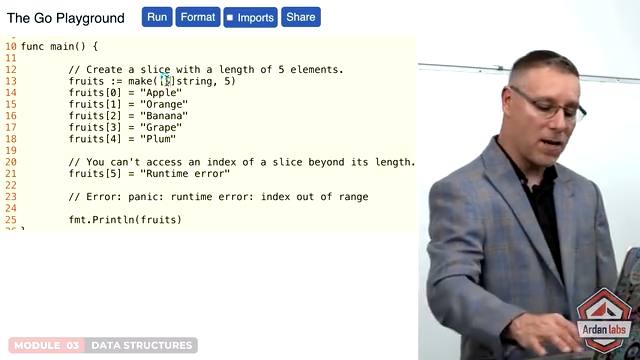 The Go Playground
Run
Format
Imports
Share
10 func main() {
11
12 // Create a slice with a length of 5 elements.
13 fruits := make([]string, 5)
14 fruits[0] = "Apple"
15 fruits[1] = "Orange"
16 fruits[2] = "Banana"
17 fruits[3] = "Grape"
18 fruits[4] = "Plum"
19
20 // You can't access an index of a slice beyond its length.
21 fruits[5] = "Runtime error"
22
23 // Error: panic: runtime error: index out of range
24
25 fmt.Println(fruits)
MODULE 03 DATA STRUCTURES
Ardan labs